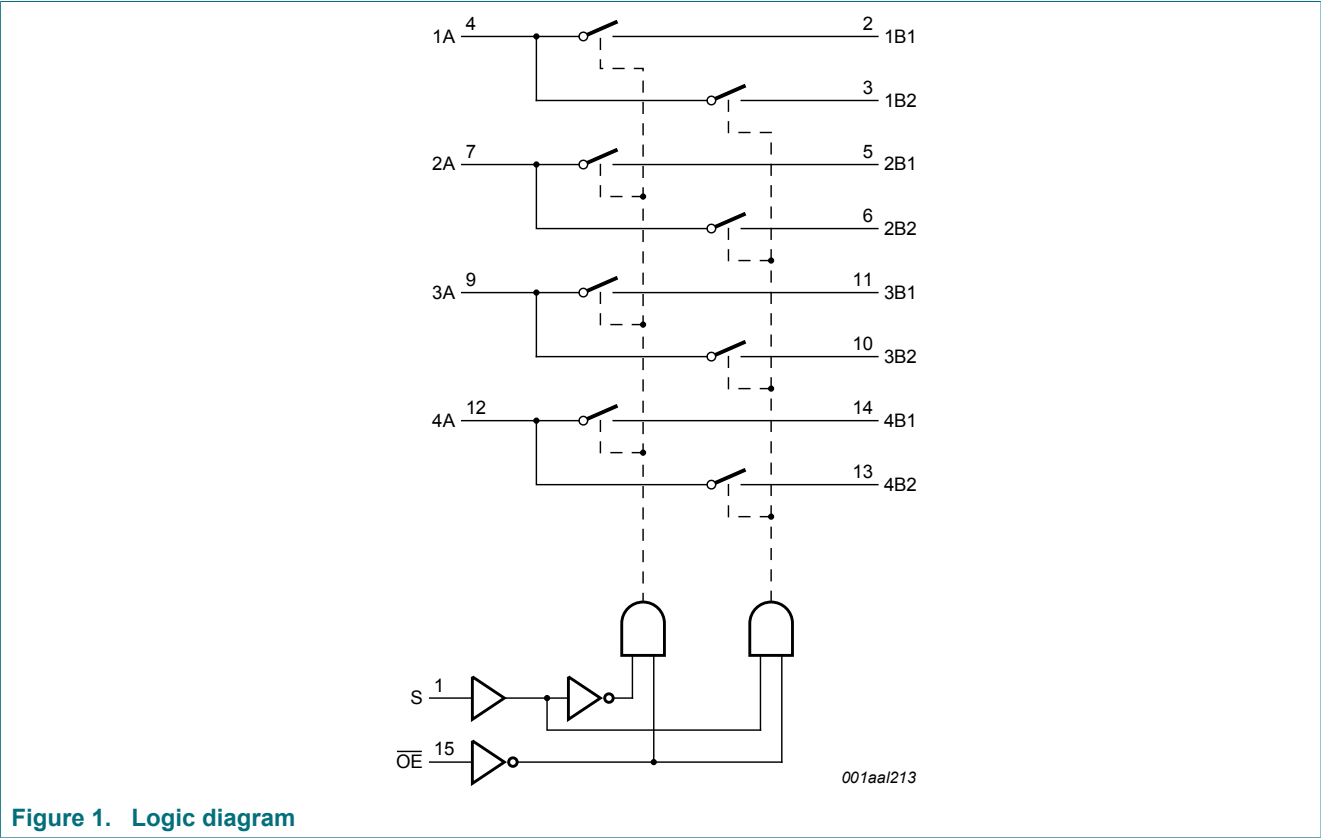 1A 4 2 1B1
3 1B2
2A 7 5 2B1
6 2B2
3A 9 11 3B1
10 3B2
4A 12 14 4B1
13 4B2
S 1
O̅E̅ 15
001aal213
Figure 1. Logic diagram